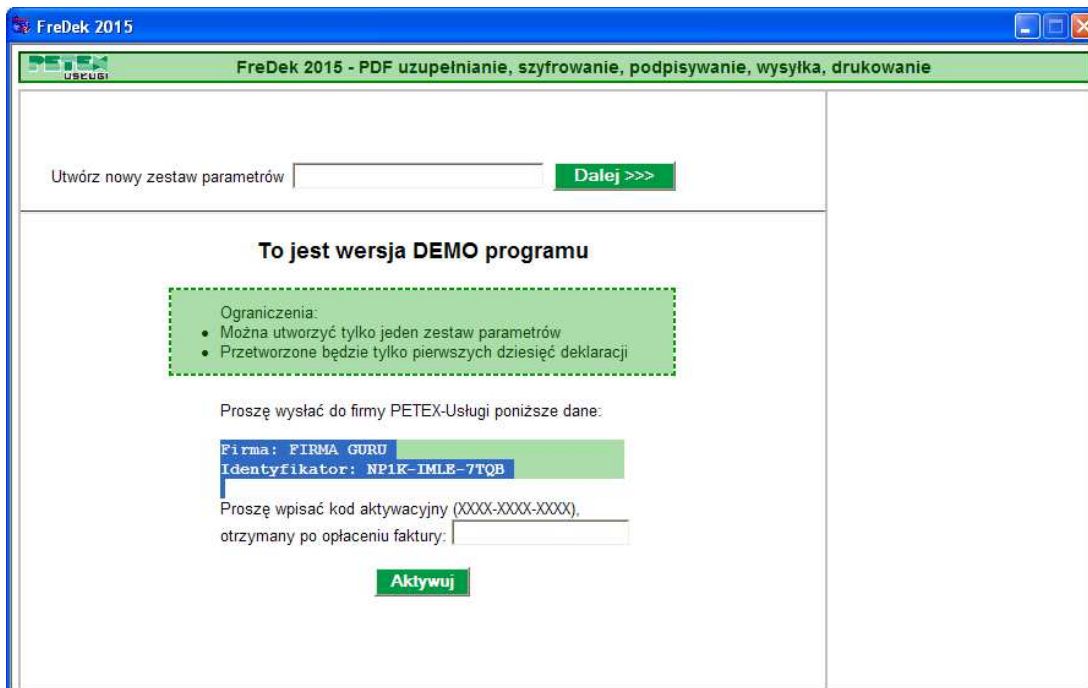 FreDek 2015
PETEX
USŁUGI
FreDek 2015 - PDF uzupełnianie, szyfrowanie, podpisywanie, wysyłka, drukowanie
Utwórz nowy zestaw parametrów
Dalej >>>
To jest wersja DEMO programu
Ograniczenia:
Można utworzyć tylko jeden zestaw parametrów
Przetworzone będzie tylko pierwszych dziesięć deklaracji
Proszę wysłać do firmy PETEX-Usługi poniższe dane:
Firma: FIRMA GURU
Identyfikator: NP1K-IMLE-7TQB
Proszę wpisać kod aktywacyjny (XXXX-XXXX-XXXX),
otrzymany po opłaceniu faktury:
Aktywuj